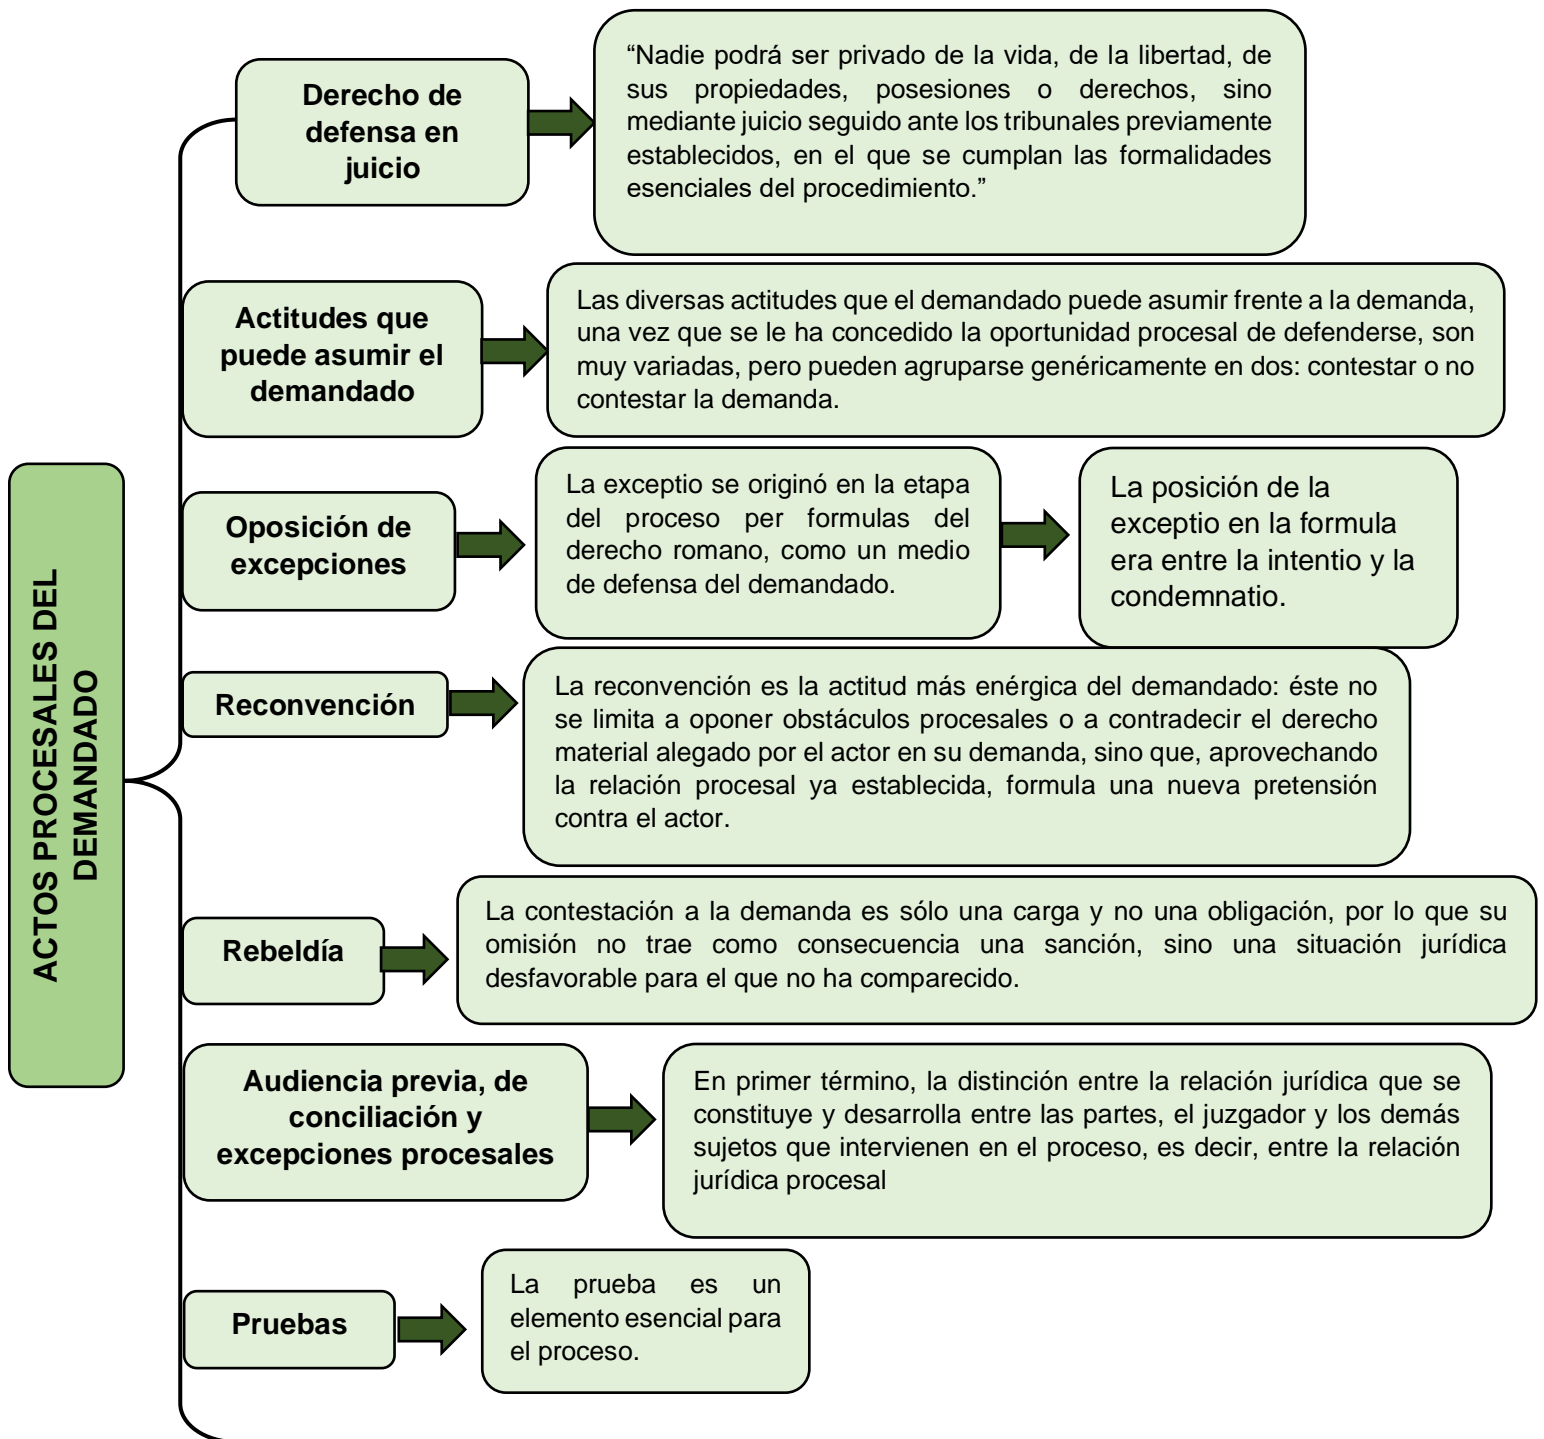 ACTOS PROCESALES DEL
DEMANDADO
Derecho de
defensa en
juicio
“Nadie podrá ser privado de la vida, de la libertad, de
sus propiedades, posesiones o derechos, sino
mediante juicio seguido ante los tribunales previamente
establecidos, en el que se cumplan las formalidades
esenciales del procedimiento.”
Actitudes que
puede asumir el
demandado
Las diversas actitudes que el demandado puede asumir frente a la demanda,
una vez que se le ha concedido la oportunidad procesal de defenderse, son
muy variadas, pero pueden agruparse genéricamente en dos: contestar o no
contestar la demanda.
Oposición de
excepciones
La exceptio se originó en la etapa
del proceso per formulas del
derecho romano, como un medio
de defensa del demandado.
La posición de la
exceptio en la formula
era entre la intentio y la
condemnatio.
Reconvención
La reconvención es la actitud más enérgica del demandado: éste no
se limita a oponer obstáculos procesales o a contradecir el derecho
material alegado por el actor en su demanda, sino que, aprovechando
la relación procesal ya establecida, formula una nueva pretensión
contra el actor.
Rebeldía
La contestación a la demanda es sólo una carga y no una obligación, por lo que su
omisión no trae como consecuencia una sanción, sino una situación jurídica
desfavorable para el que no ha comparecido.
Audiencia previa, de
conciliación y
excepciones procesales
En primer término, la distinción entre la relación jurídica que se
constituye y desarrolla entre las partes, el juzgador y los demás
sujetos que intervienen en el proceso, es decir, entre la relación
jurídica procesal
Pruebas
La prueba es un
elemento esencial para
el proceso.